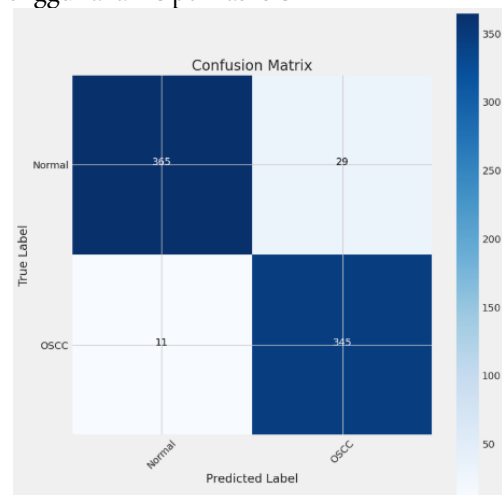 Confusion Matrix
350
300
250
200
150
100
50
Normal
365
29
True Label
OSCC
11
345
Normal
OSCC
Predicted Label